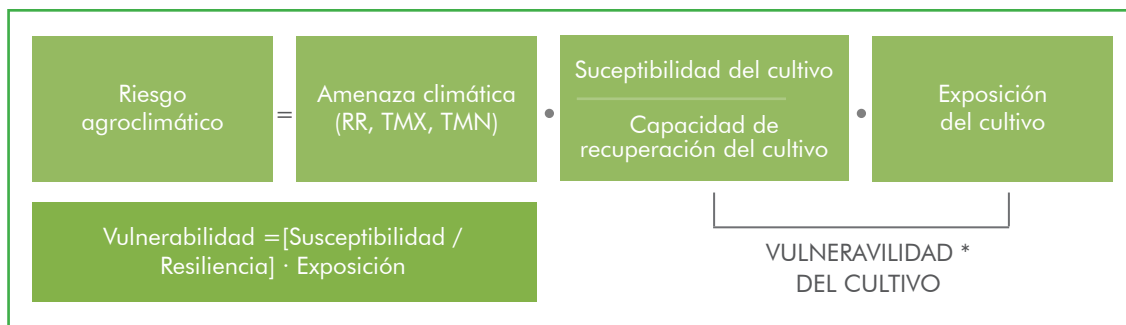 Riesgo
agroclimático
=
Amenaza climática
(RR, TMX, TMN)
•
Suceptibilidad del cultivo
Capacidad de
recuperación del cultivo
•
Exposición
del cultivo
Vulnerabilidad =[Susceptibilidad /
Resiliencia] · Exposición
VULNERAVILIDAD *
DEL CULTIVO